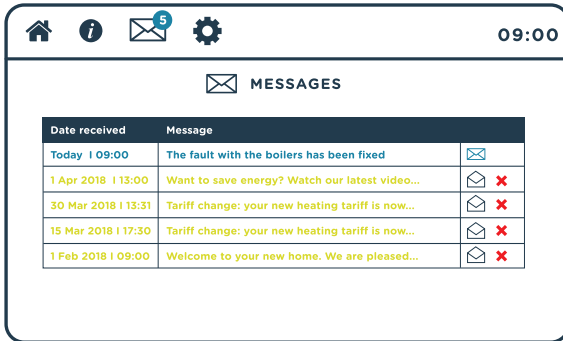 5
09:00
MESSAGES
Date received Message
Today I 09:00 The fault with the boilers has been fixed
1 Apr 2018 I 13:00 Want to save energy? Watch our latest video...
30 Mar 2018 I 13:31 Tariff change: your new heating tariff is now...
15 Mar 2018 I 17:30 Tariff change: your new heating tariff is now...
1 Feb 2018 I 09:00 Welcome to your new home. We are pleased...